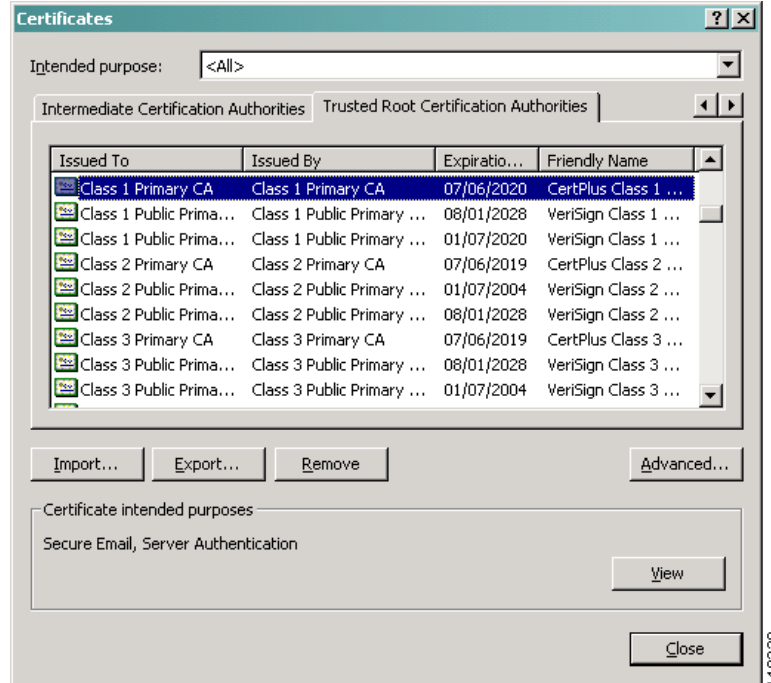 Certificates
Intended purpose: <All>
Intermediate Certification Authorities Trusted Root Certification Authorities
Issued To Issued By Expiratio... Friendly Name
Class 1 Primary CA Class 1 Primary CA 07/06/2020 CertPlus Class 1 ...
Class 1 Public Prima... Class 1 Public Primary ... 08/01/2028 VeriSign Class 1 ...
Class 1 Public Prima... Class 1 Public Primary ... 01/07/2020 VeriSign Class 1 ...
Class 2 Primary CA Class 2 Primary CA 07/06/2019 CertPlus Class 2 ...
Class 2 Public Prima... Class 2 Public Primary ... 01/07/2004 VeriSign Class 2 ...
Class 2 Public Prima... Class 2 Public Primary ... 08/01/2028 VeriSign Class 2 ...
Class 3 Primary CA Class 3 Primary CA 07/06/2019 CertPlus Class 3 ...
Class 3 Public Prima... Class 3 Public Primary ... 08/01/2028 VeriSign Class 3 ...
Class 3 Public Prima... Class 3 Public Primary ... 01/07/2004 VeriSign Class 3 ...
Import... Export... Remove Advanced...
Certificate intended purposes
Secure Email, Server Authentication
View
Close